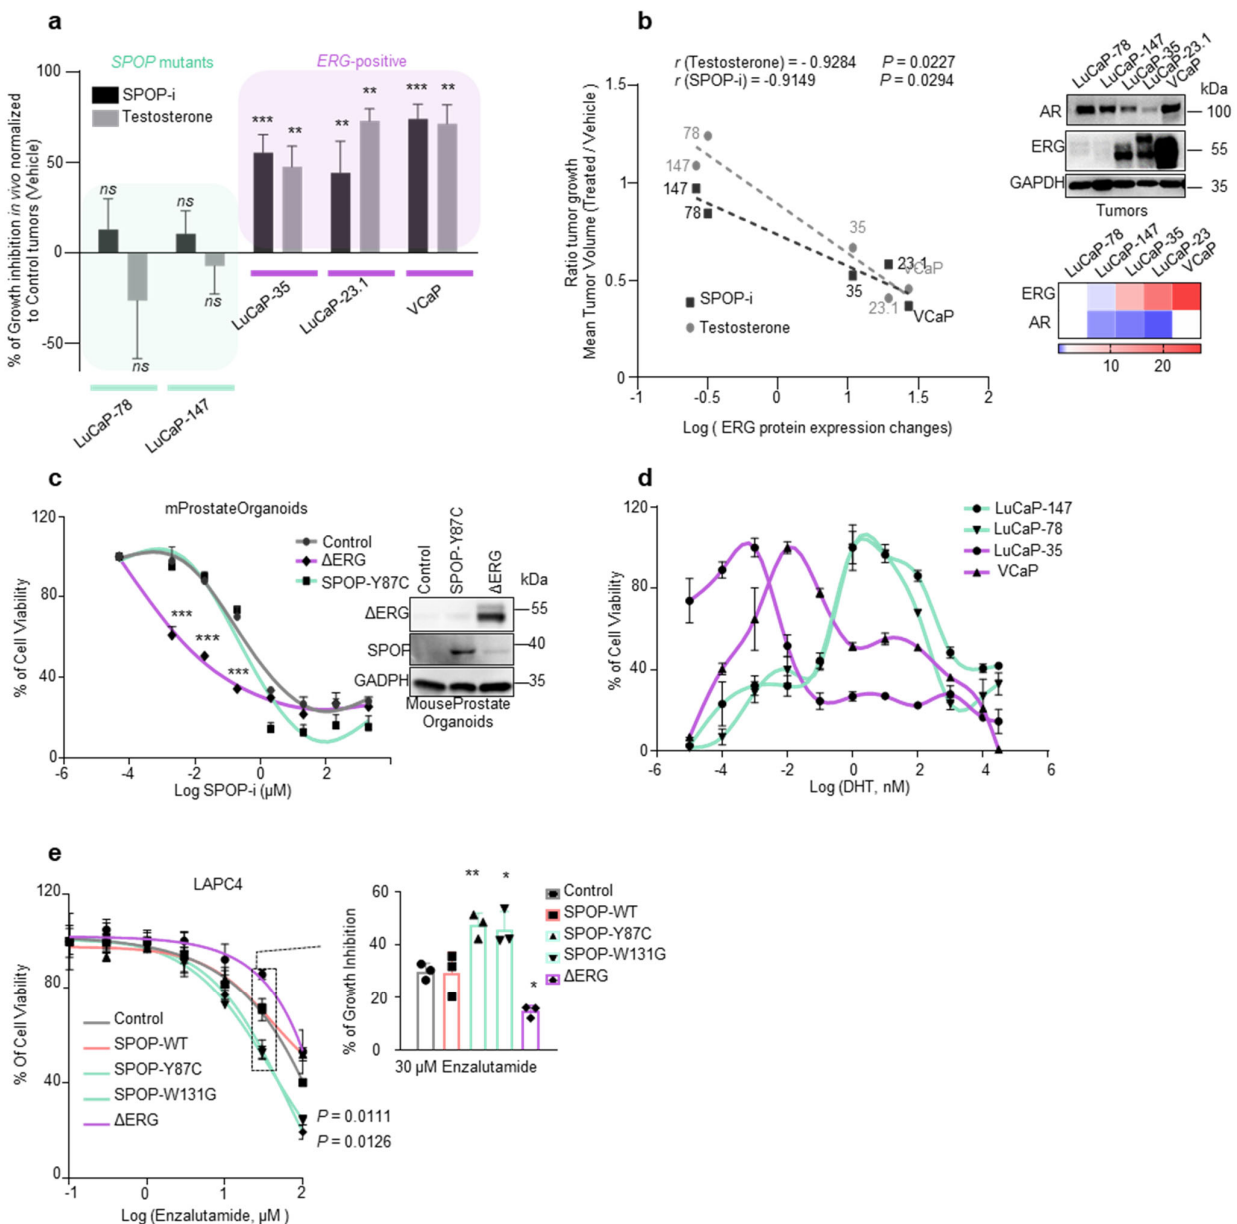 a
SPOP mutants
ERG-positive
% of Growth inhibition in vivo normalized
to Control tumors (Vehicle)
100
50
0
-50
SPOP-i
Testosterone
ns
ns
ns
ns
***
**
**
**
***
**
LuCaP-78
LuCaP-147
LuCaP-35
LuCaP-23.1
VCaP
b
r (Testosterone) = - 0.9284 P = 0.0227
r (SPOP-i) = -0.9149 P = 0.0294
Ratio tumor growth
Mean Tumor Volume (Treated / Vehicle )
1.5
1
0.5
0
78
147
147
78
35
35
23.1
VCaP
23.1
VCaP
SPOP-i
Testosterone
-1
-0.5
0
1
1.5
2
Log ( ERG protein expression changes)
LuCaP-78
LuCaP-147
LuCaP-35
LuCaP-23.1
VCaP
kDa
AR
100
ERG
55
GAPDH
35
Tumors
LuCaP-78
LuCaP-147
LuCaP-35
LuCaP-23
VCaP
ERG
AR
10
20
c
mProstateOrganoids
% of Cell Viability
120
80
40
0
Control
ΔERG
SPOP-Y87C
***
***
***
-6
-4
-2
0
2
Log SPOP-i (µM)
Control
SPOP-Y87C
ΔERG
kDa
ΔERG
55
SPOP
40
GADPH
35
MouseProstate
Organoids
d
% of Cell Viability
120
80
40
0
LuCaP-147
LuCaP-78
LuCaP-35
VCaP
-6
-4
-2
0
2
4
6
Log (DHT, nM)
e
LAPC4
% Of Cell Viability
120
80
40
0
Control
SPOP-WT
SPOP-Y87C
SPOP-W131G
ΔERG
P = 0.0111
P = 0.0126
-1
0
1
2
Log (Enzalutamide, µM )
% of Growth Inhibition
60
40
20
0
**
*
*
30 µM Enzalutamide
Control
SPOP-WT
SPOP-Y87C
SPOP-W131G
ΔERG